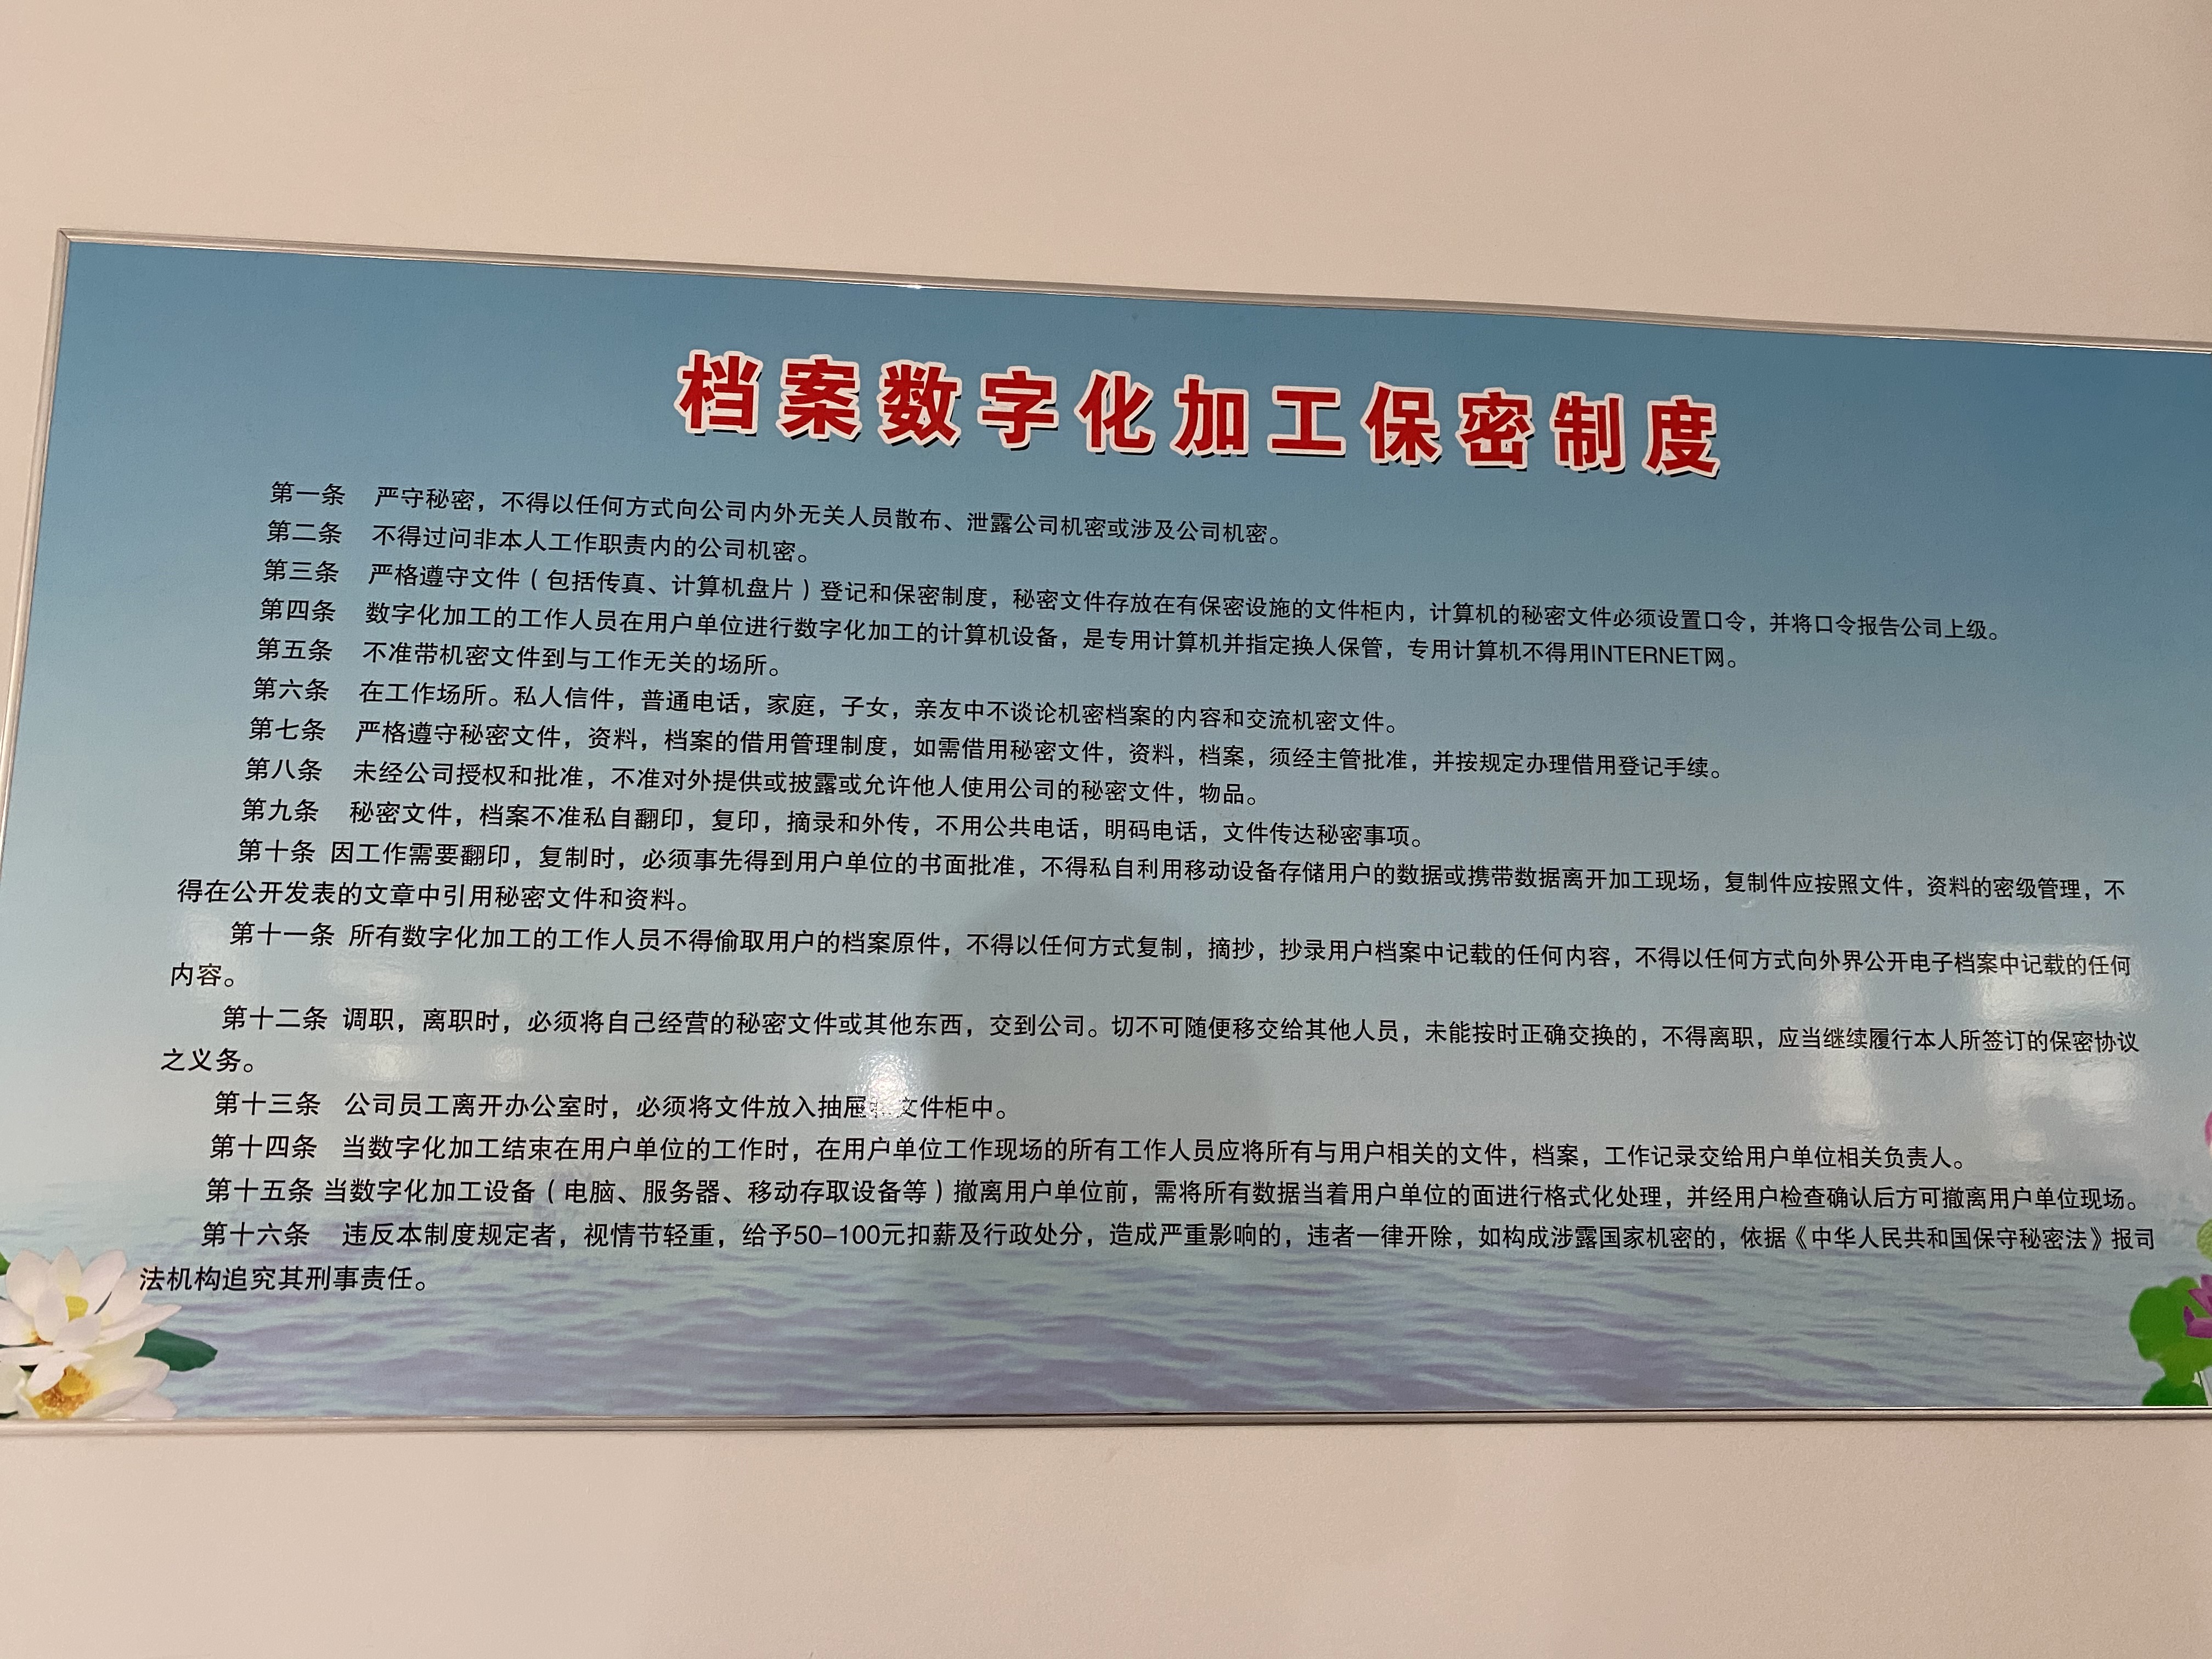 档案数字化加工保密制度
第一条 严守秘密，不得以任何方式向公司内外无关人员散布、泄露公司机密或涉及公司机密。
第二条 不得过问非本人工作职责内的公司机密。
第三条 严格遵守文件（包括传真、计算机盘片）登记和保密制度，秘密文件存放在有保密设施的文件柜内，计算机的秘密文件必须设置口令，并将口令报告公司上级。
第四条 数字化加工的工作人员在用户单位进行数字化加工的计算机设备，是专用计算机并指定换人保管，专用计算机不得用INTERNET网。
第五条 不准带机密文件到与工作无关的场所。
第六条 在工作场所。私人信件，普通电话，家庭，子女，亲友中不谈论机密档案的内容和交流机密文件。
第七条 严格遵守秘密文件，资料，档案的借用管理制度，如需借用秘密文件，资料，档案，须经主管批准，并按规定办理借用登记手续。
第八条 未经公司授权和批准，不准对外提供或披露或允许他人使用公司的秘密文件，物品。
第九条 秘密文件，档案不准私自翻印，复印，摘录和外传，不用公共电话，明码电话，文件传达秘密事项。
第十条 因工作需要翻印，复制时，必须事先得到用户单位的书面批准，不得私自利用移动设备存储用户的数据或携带数据离开加工现场，复制件应按照文件，资料的密级管理，不
得在公开发表的文章中引用秘密文件和资料。
第十一条 所有数字化加工的工作人员不得偷取用户的档案原件，不得以任何方式复制，摘抄，抄录用户档案中记载的任何内容，不得以任何方式向外界公开电子档案中记载的任何
内容。
第十二条 调职，离职时，必须将自己经营的秘密文件或其他东西，交到公司。切不可随便移交给其他人员，未能按时正确交换的，不得离职，应当继续履行本人所签订的保密协议
之义务。
第十三条 公司员工离开办公室时，必须将文件放入抽屉 文件柜中。
第十四条 当数字化加工结束在用户单位的工作时，在用户单位工作现场的所有工作人员应将所有与用户相关的文件，档案，工作记录交给用户单位相关负责人。
第十五条 当数字化加工设备（电脑、服务器、移动存取设备等）撤离用户单位前，需将所有数据当着用户单位的面进行格式化处理，并经用户检查确认后方可撤离用户单位现场。
第十六条 违反本制度规定者，视情节轻重，给予50-100元扣薪及行政处分，造成严重影响的，违者一律开除，如构成涉露国家机密的，依据《中华人民共和国保守秘密法》报司
法机构追究其刑事责任。